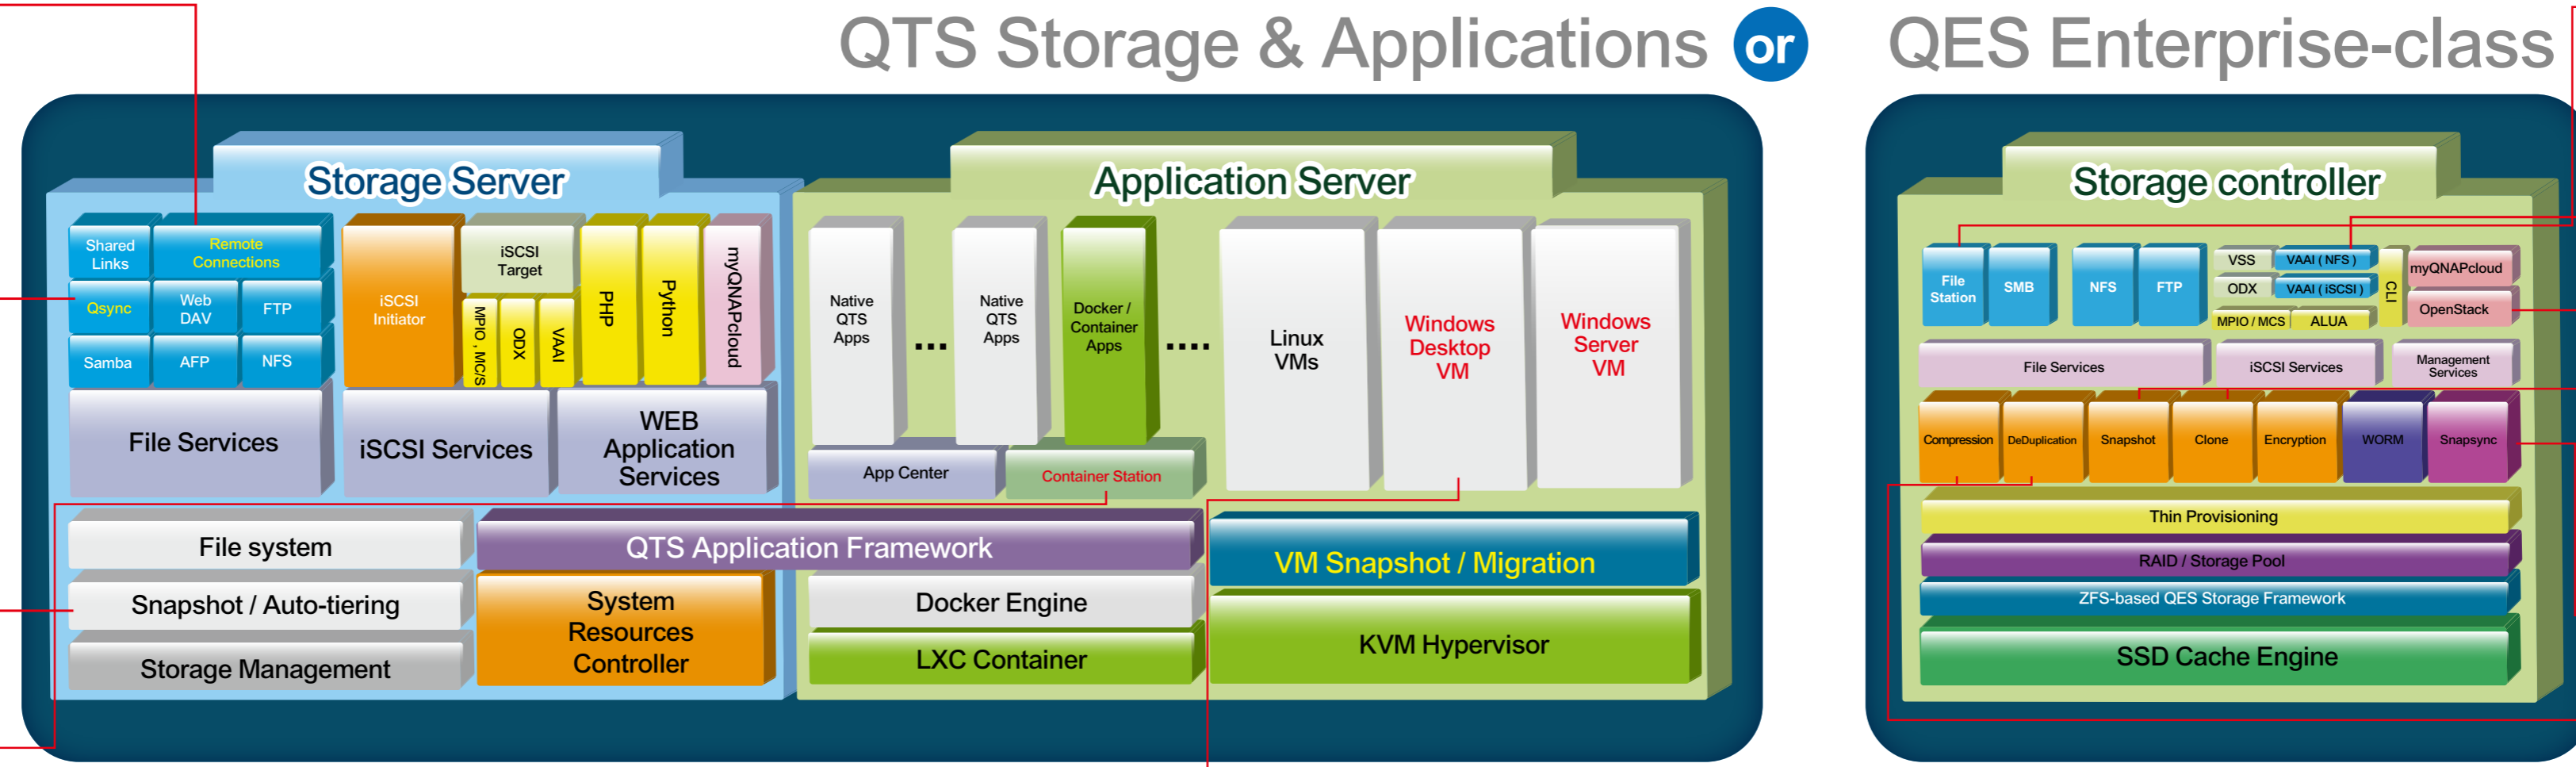 QTS Storage & Applications or QES Enterprise-class
Storage Server
Shared
Links
Remote
Connections
Qsync
Web
DAV
FTP
Samba
AFP
NFS
iSCSI
Initiator
iSCSI
Target
MPIO , MC/S
ODX
VAAI
PHP
Python
myQNAPcloud
File Services
iSCSI Services
WEB
Application
Services
File system
Snapshot / Auto-tiering
Storage Management
QTS Application Framework
System
Resources
Controller
Application Server
Native
QTS
Apps
...
Native
QTS
Apps
Docker /
Container
Apps
....
Linux
VMs
Windows
Desktop
VM
Windows
Server
VM
App Center
Container Station
Docker Engine
LXC Container
VM Snapshot / Migration
KVM Hypervisor
Storage controller
File
Station
SMB
NFS
FTP
VSS
VAAI ( NFS )
ODX
VAAI ( iSCSI )
MPIO / MCS
ALUA
CLI
myQNAPcloud
OpenStack
File Services
iSCSI Services
Management
Services
Compression
DeDuplication
Snapshot
Clone
Encryption
WORM
Snapsync
Thin Provisioning
RAID / Storage Pool
ZFS-based QES Storage Framework
SSD Cache Engine